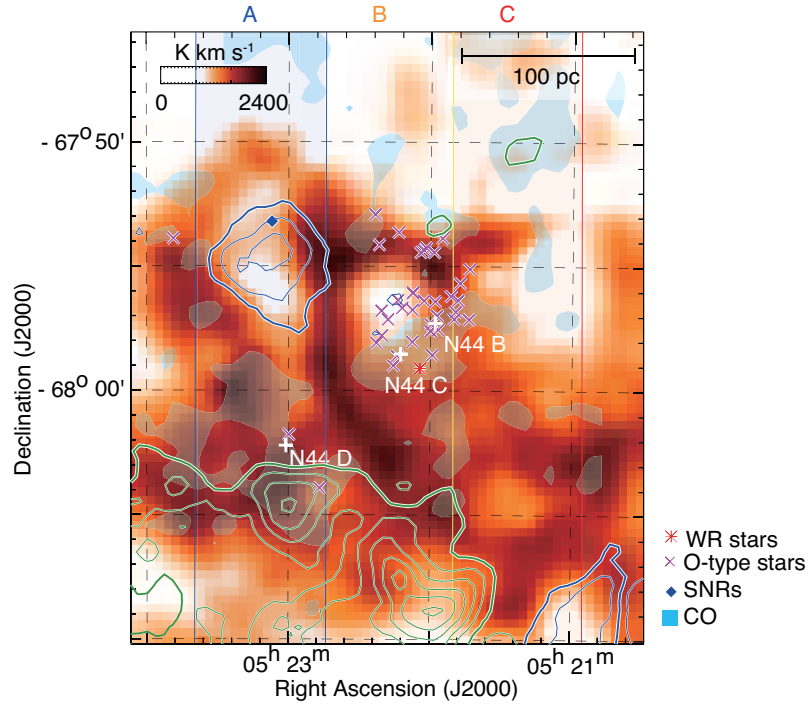 A B C
K km s⁻¹
0 2400
100 pc
- 67° 50'
- 68° 00'
N44 B
N44 C
N44 D
Declination (J2000)
WR stars
O-type stars
SNRs
CO
05ʰ 23ᵐ 05ʰ 21ᵐ
Right Ascension (J2000)